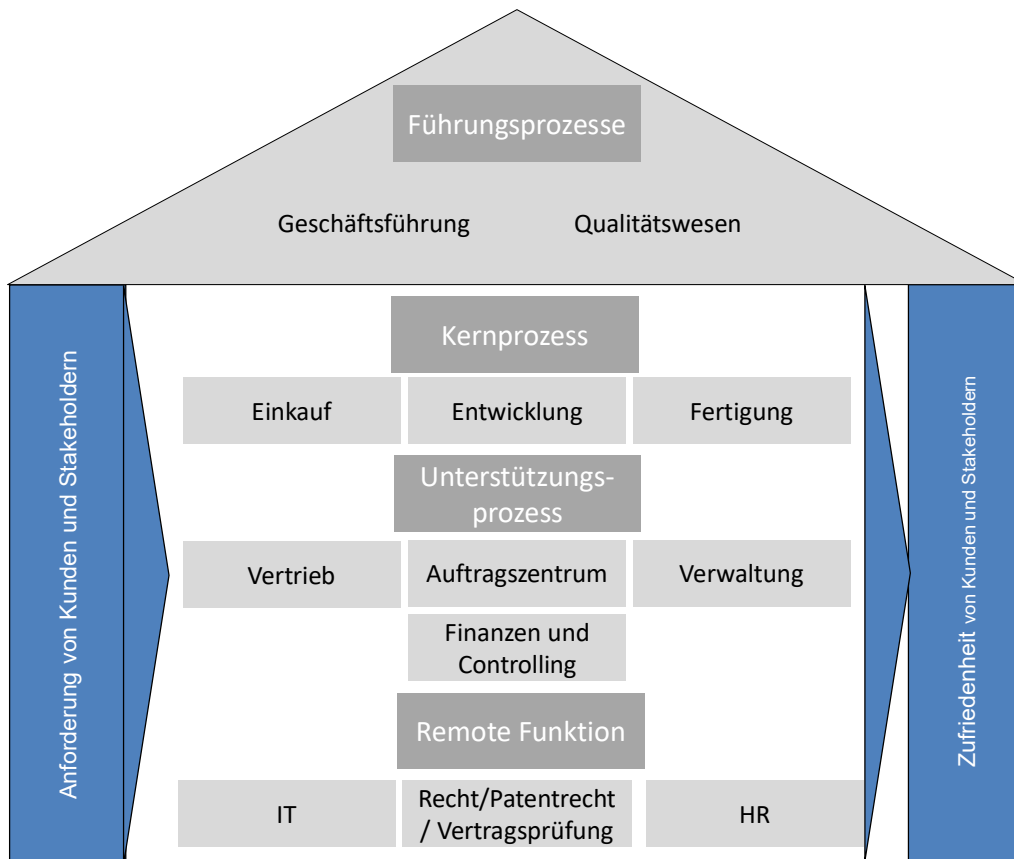 Führungsprozesse
Geschäftsführung
Qualitätswesen
Anforderung von Kunden und Stakeholdern
Kernprozess
Einkauf
Entwicklung
Fertigung
Unterstützungs-
prozess
Vertrieb
Auftragszentrum
Verwaltung
Finanzen und
Controlling
Remote Funktion
IT
Recht/Patentrecht
/ Vertragsprüfung
HR
Zufriedenheit von Kunden und Stakeholdern